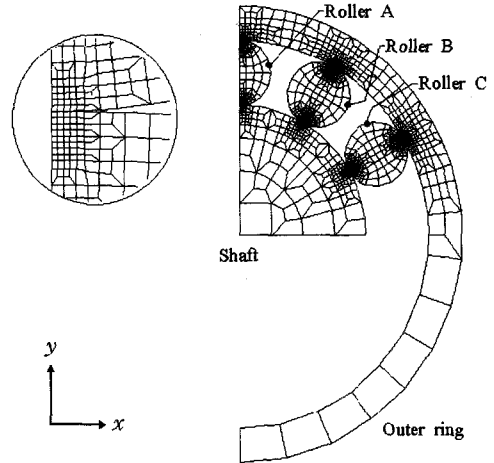 Roller A
Roller B
Roller C
Shaft
y
x
Outer ring